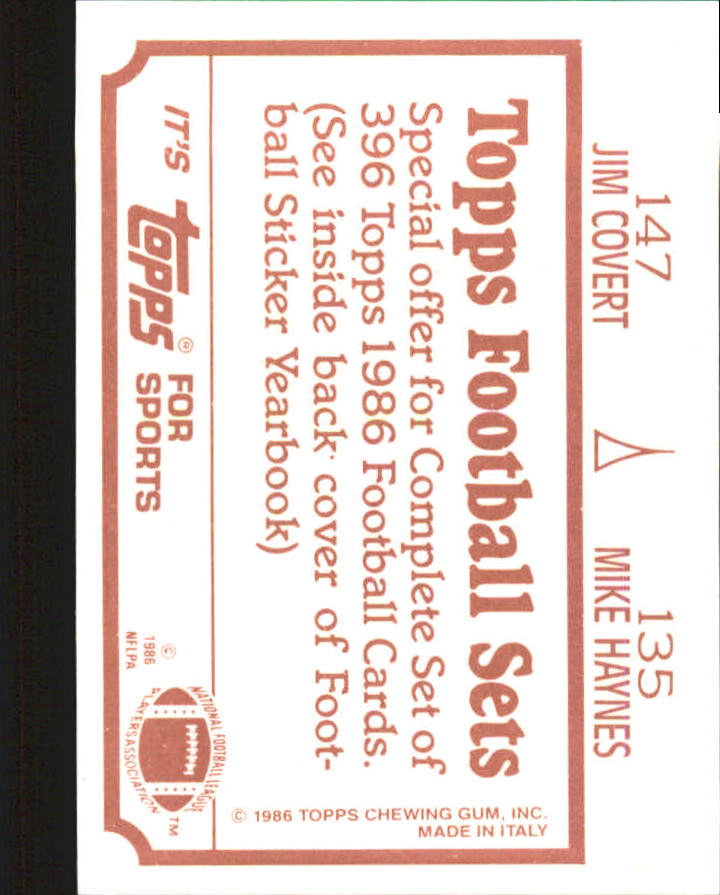 147 135
JIM COVERT MIKE HAYNES
Topps Football Sets
Special offer for Complete Set of
396 Topps 1986 Football Cards.
(See inside back cover of Foot-
ball Sticker Yearbook)
© 1986 TOPPS CHEWING GUM, INC.
MADE IN ITALY
IT'S topps® FOR
SPORTS
© 1986
NFLPA
NATIONAL FOOTBALL LEAGUE
PLAYERS ASSOCIATION
TM